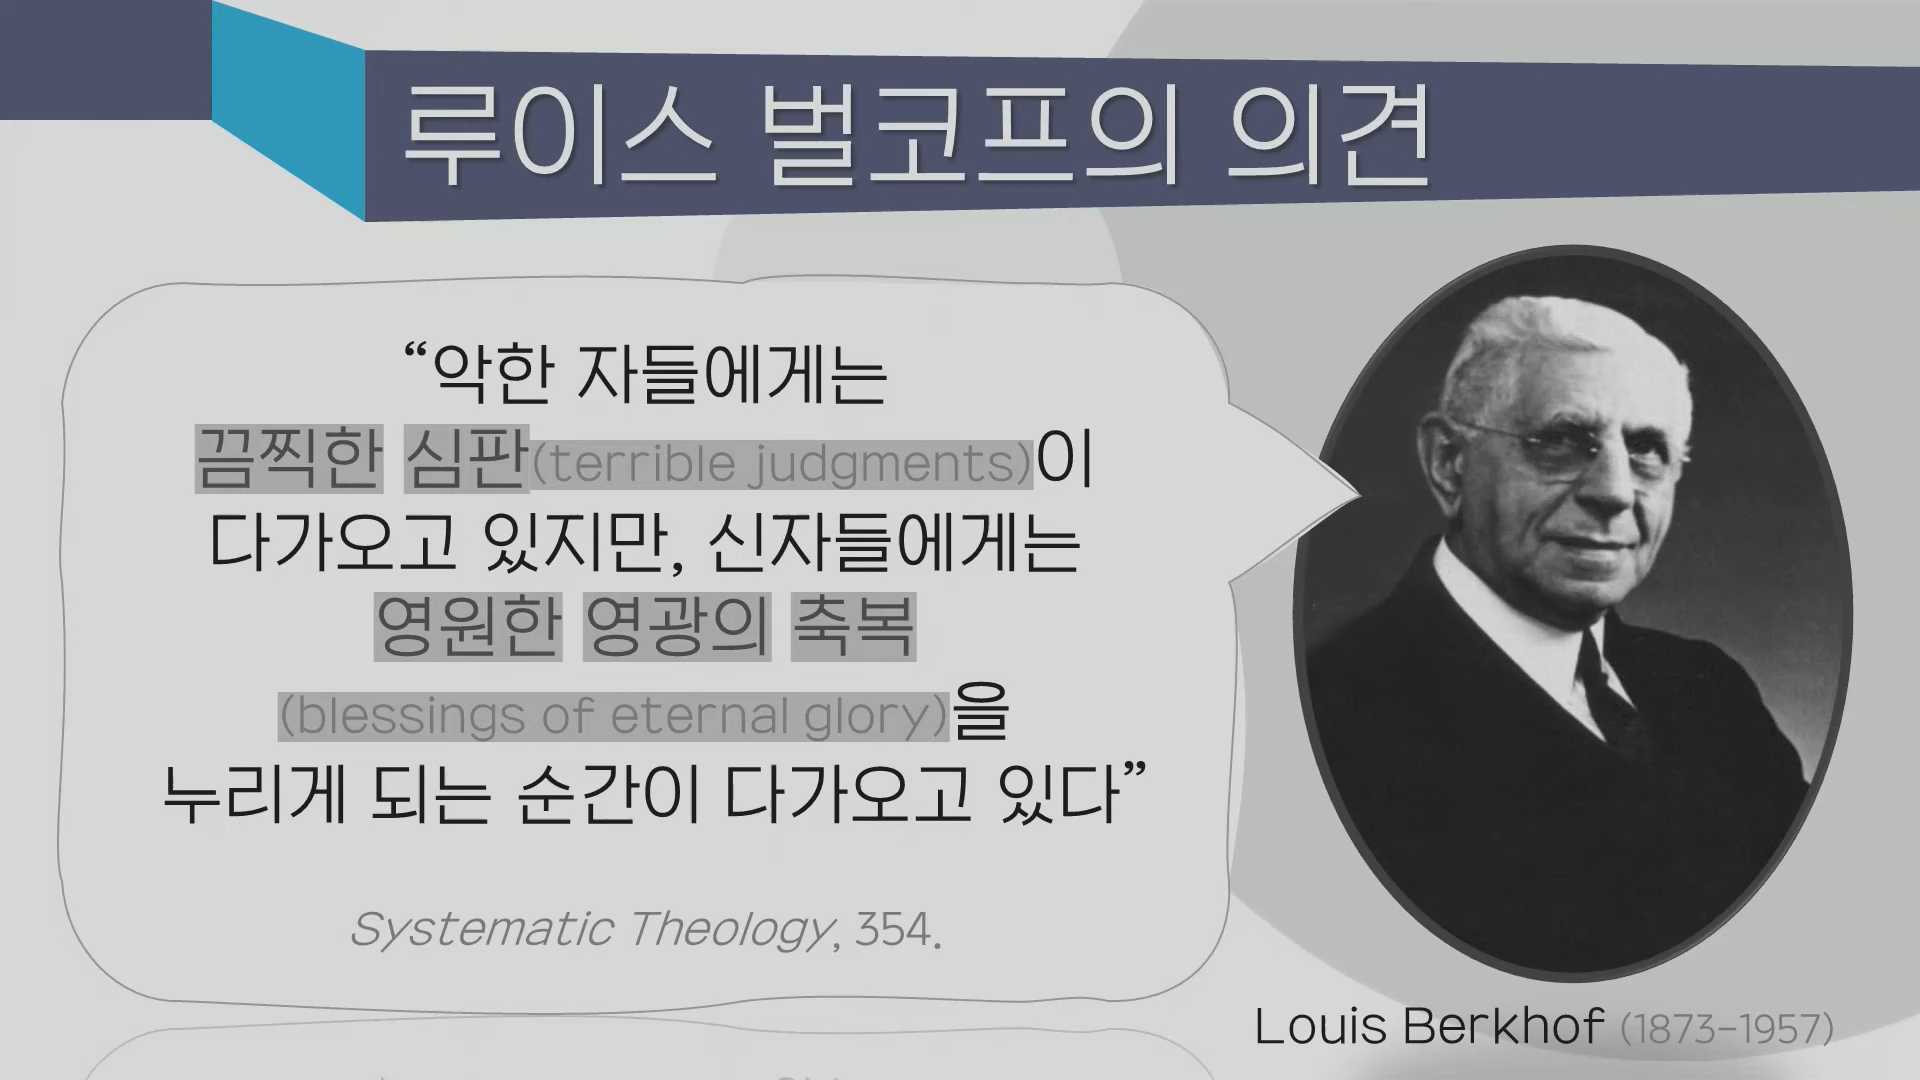 루이스 벌코프의 의견
“악한 자들에게는
끔찍한 심판(terrible judgments)이
다가오고 있지만, 신자들에게는
영원한 영광의 축복
(blessings of eternal glory)을
누리게 되는 순간이 다가오고 있다”
Systematic Theology, 354.
Louis Berkhof (1873-1957)